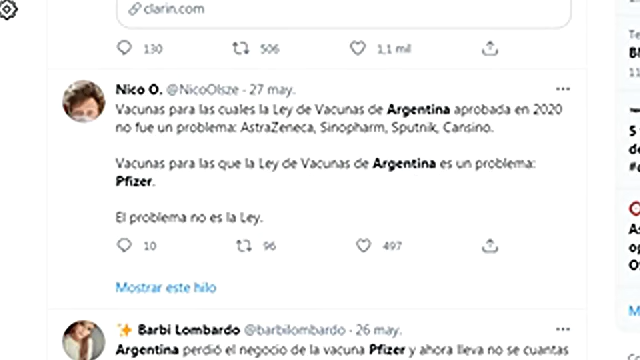 clarin.com
130 506 1,1 mil
Nico O. @NicoOlsze · 27 may.
Vacunas para las cuales la Ley de Vacunas de Argentina aprobada en 2020
no fue un problema: AstraZeneca, Sinopharm, Sputnik, Cansino.
Vacunas para las que la Ley de Vacunas de Argentina es un problema:
Pfizer.
El problema no es la Ley.
10 96 497
Mostrar este hilo
✨ Barbi Lombardo @barbilombardo · 26 may.
Argentina perdió el negocio de la vacuna Pfizer y ahora lleva no se cuantas